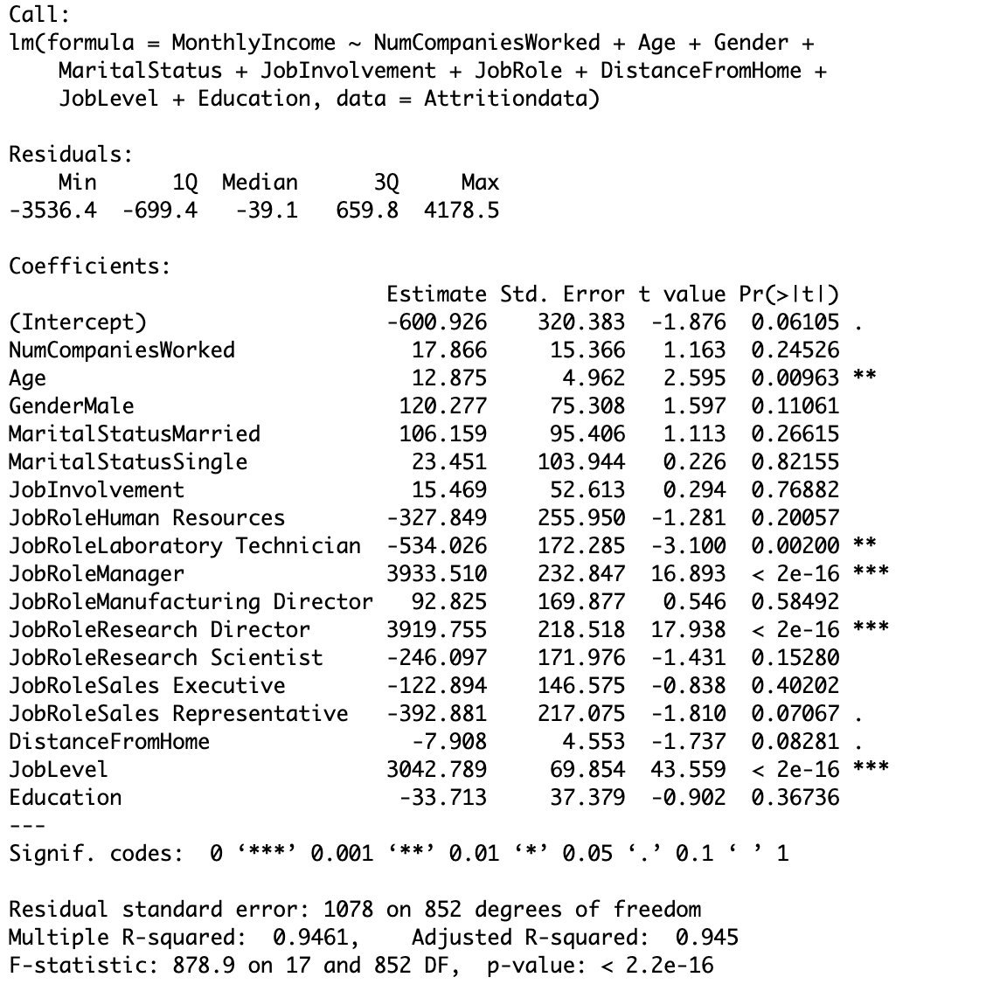 Call:
lm(formula = MonthlyIncome ~ NumCompaniesWorked + Age + Gender +
    MaritalStatus + JobInvolvement + JobRole + DistanceFromHome +
    JobLevel + Education, data = Attritiondata)

Residuals:
    Min      1Q  Median      3Q     Max
-3536.4  -699.4   -39.1   659.8  4178.5

Coefficients:
                              Estimate Std. Error t value Pr(>|t|)
(Intercept)                   -600.926    320.383  -1.876  0.06105 .
NumCompaniesWorked              17.866     15.366   1.163  0.24526
Age                             12.875      4.962   2.595  0.00963 **
GenderMale                     120.277     75.308   1.597  0.11061
MaritalStatusMarried           106.159     95.406   1.113  0.26615
MaritalStatusSingle             23.451    103.944   0.226  0.82155
JobInvolvement                  15.469     52.613   0.294  0.76882
JobRoleHuman Resources        -327.849    255.950  -1.281  0.20057
JobRoleLaboratory Technician  -534.026    172.285  -3.100  0.00200 **
JobRoleManager                3933.510    232.847  16.893  < 2e-16 ***
JobRoleManufacturing Director   92.825    169.877   0.546  0.58492
JobRoleResearch Director      3919.755    218.518  17.938  < 2e-16 ***
JobRoleResearch Scientist     -246.097    171.976  -1.431  0.15280
JobRoleSales Executive        -122.894    146.575  -0.838  0.40202
JobRoleSales Representative   -392.881    217.075  -1.810  0.07067 .
DistanceFromHome                -7.908      4.553  -1.737  0.08281 .
JobLevel                      3042.789     69.854  43.559  < 2e-16 ***
Education                      -33.713     37.379  -0.902  0.36736
---
Signif. codes:  0 ‘***’ 0.001 ‘**’ 0.01 ‘*’ 0.05 ‘.’ 0.1 ‘ ’ 1

Residual standard error: 1078 on 852 degrees of freedom
Multiple R-squared:  0.9461,    Adjusted R-squared:  0.945
F-statistic: 878.9 on 17 and 852 DF,  p-value: < 2.2e-16